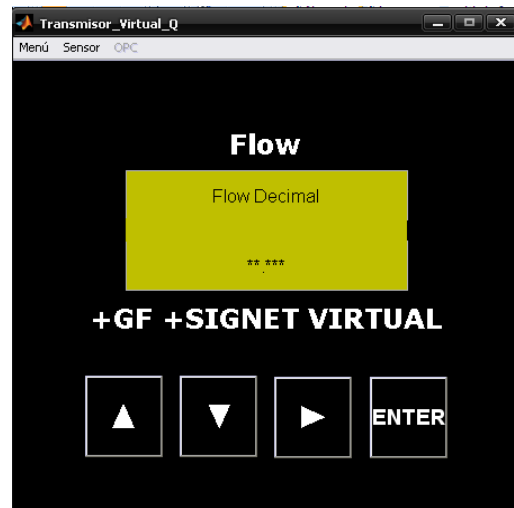 Transmisor_Virtual_Q
Menú Sensor OPC
Flow
Flow Decimal
**.***
+GF +SIGNET VIRTUAL
ENTER